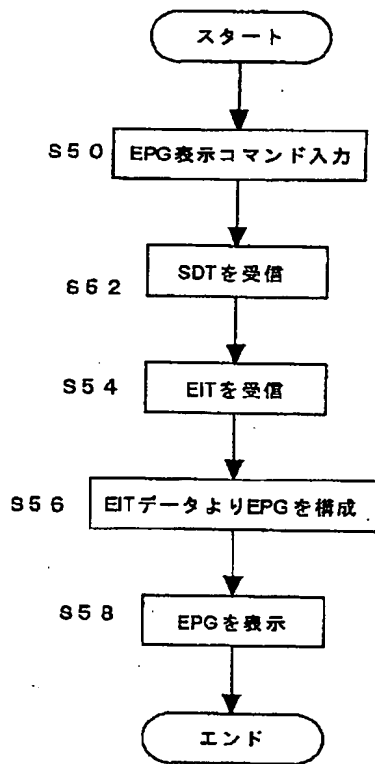 スタート
S50 EPG表示コマンド入力
S52 SDTを受信
S54 EITを受信
S56 EITデータよりEPGを構成
S58 EPGを表示
エンド